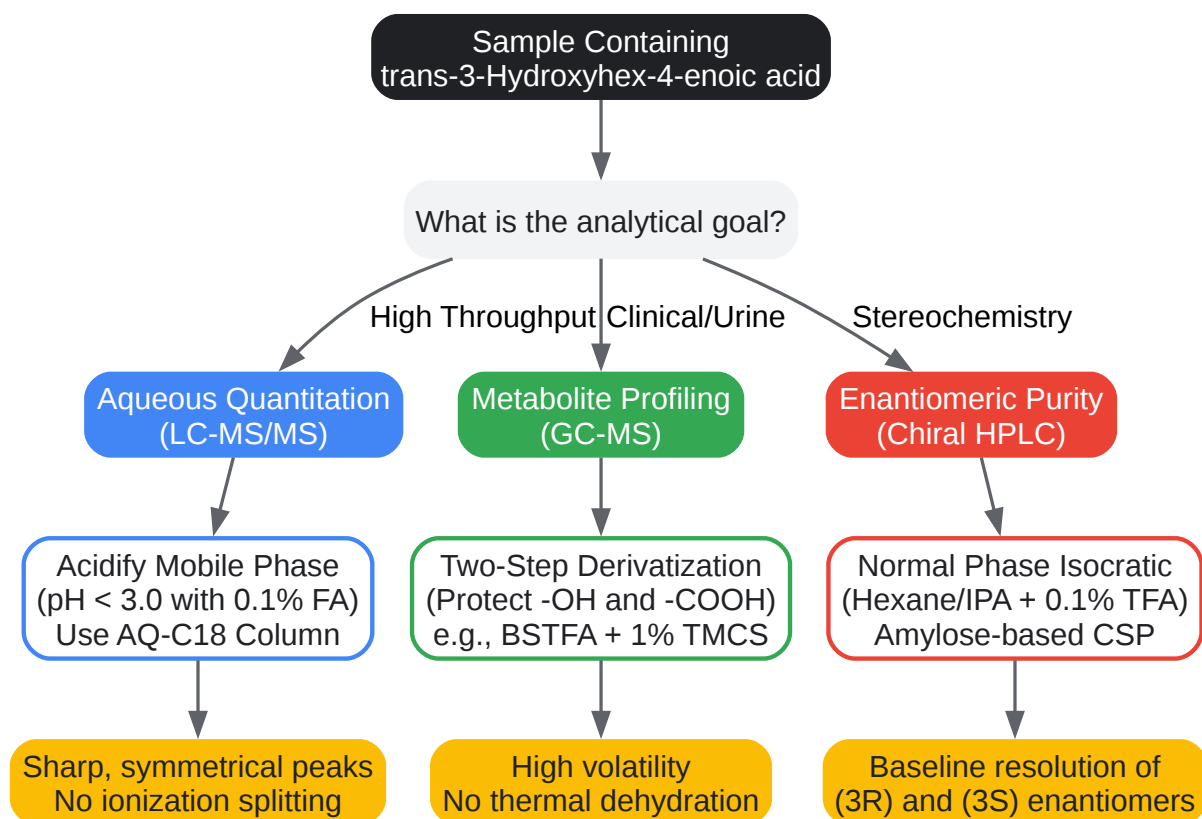 Sample Containing
trans-3-Hydroxyhex-4-enoic acid
What is the analytical goal?
High Throughput
Clinical/Urine
Stereochemistry
Aqueous Quantitation
(LC-MS/MS)
Metabolite Profiling
(GC-MS)
Enantiomeric Purity
(Chiral HPLC)
Acidify Mobile Phase
(pH < 3.0 with 0.1% FA)
Use AQ-C18 Column
Two-Step Derivatization
(Protect -OH and -COOH)
e.g., BSTFA + 1% TMCS
Normal Phase Isocratic
(Hexane/IPA + 0.1% TFA)
Amylose-based CSP
Sharp, symmetrical peaks
No ionization splitting
High volatility
No thermal dehydration
Baseline resolution of
(3R) and (3S) enantiomers